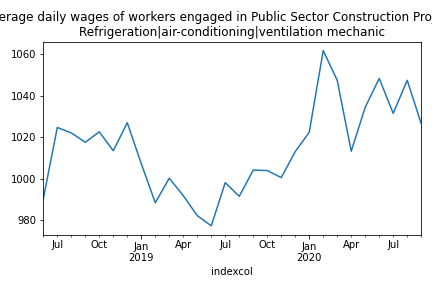 erage daily wages of workers engaged in Public Sector Construction Pro
Refrigeration|air-conditioning|ventilation mechanic
1060
1040
1020
1000
980
Jul
Oct
Jan
2019
Apr
Jul
Oct
Jan
2020
Apr
Jul
indexcol